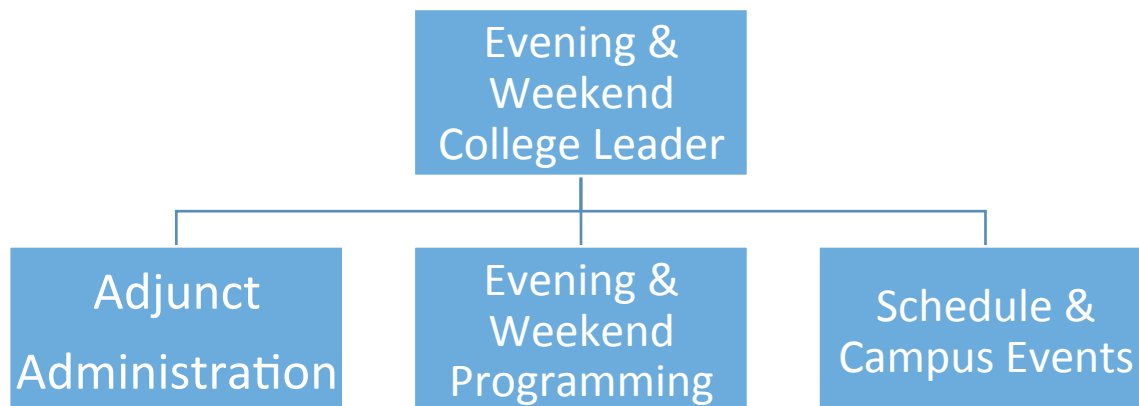 Evening &
Weekend
College Leader
Adjunct
Administration
Evening &
Weekend
Programming
Schedule &
Campus Events